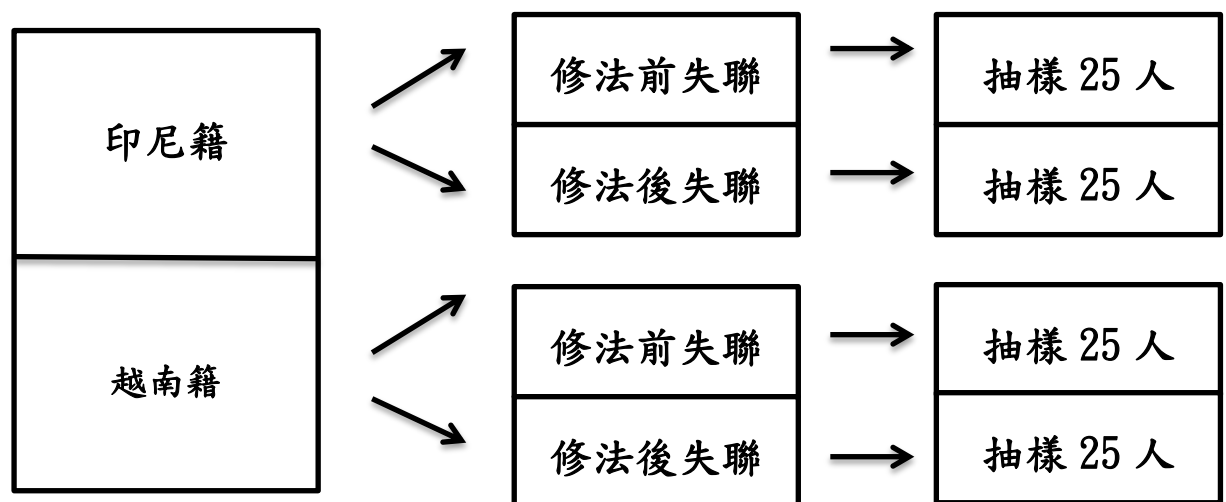 印尼籍
修法前失聯
抽樣 25 人
修法後失聯
抽樣 25 人
越南籍
修法前失聯
抽樣 25 人
修法後失聯
抽樣 25 人